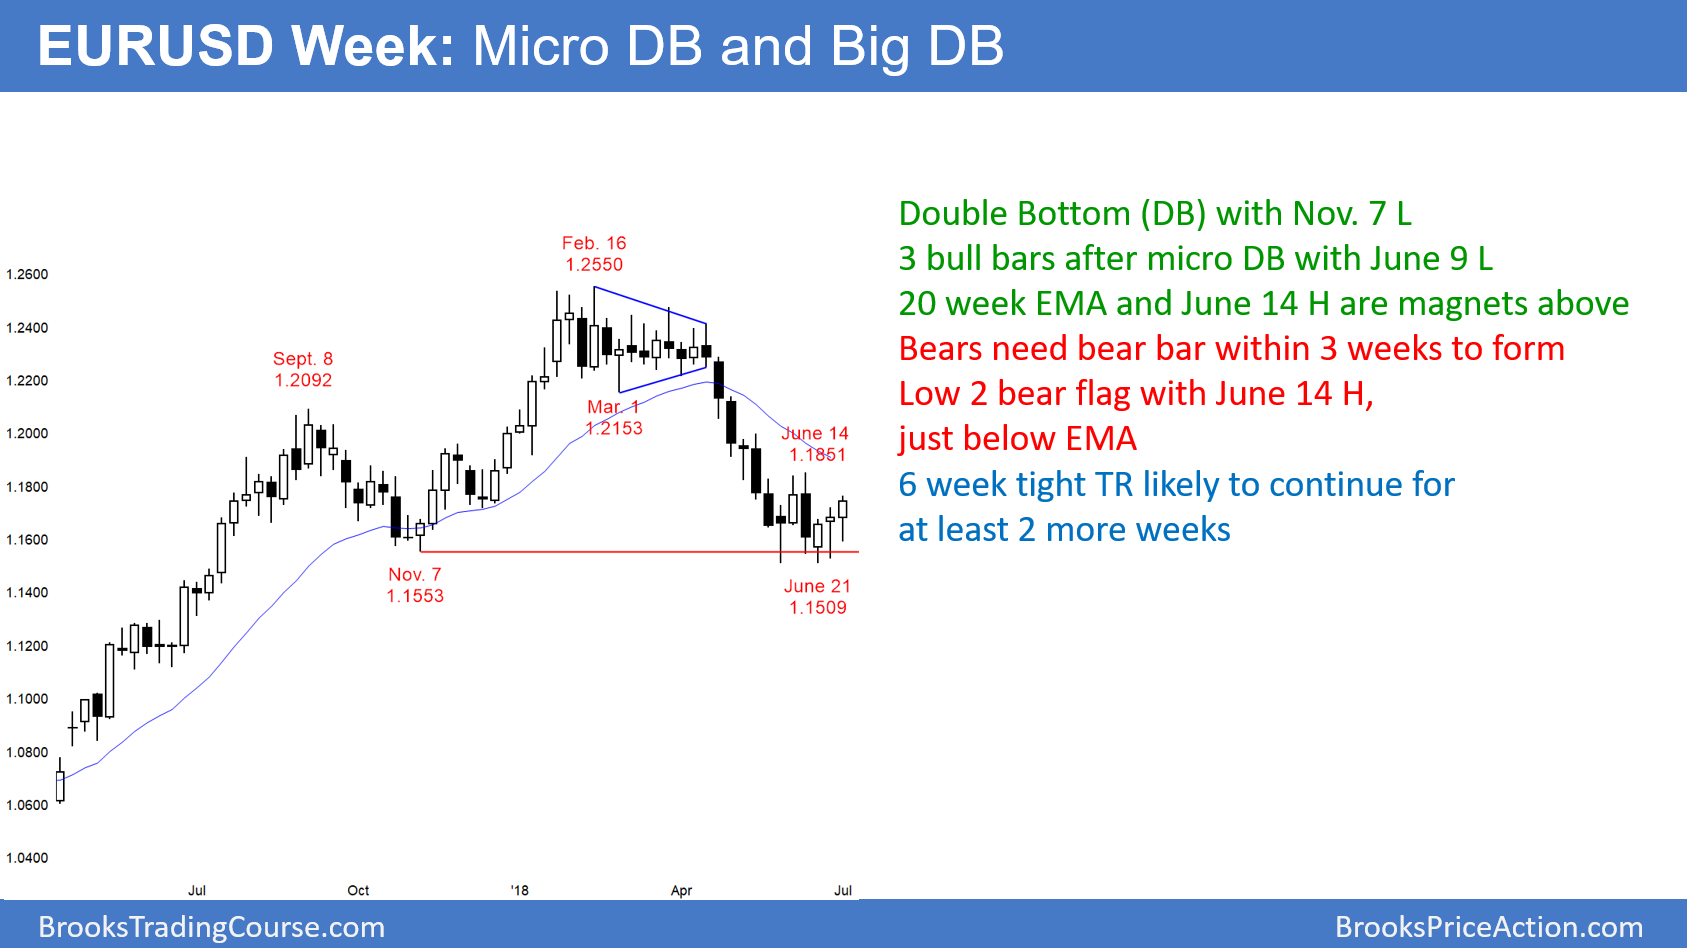 EURUSD Week: Micro DB and Big DB
Double Bottom (DB) with Nov. 7 L
3 bull bars after micro DB with June 9 L
20 week EMA and June 14 H are magnets above
Bears need bear bar within 3 weeks to form
Low 2 bear flag with June 14 H,
just below EMA
6 week tight TR likely to continue for
at least 2 more weeks
Feb. 16
1.2550
Sept. 8
1.2092
Mar. 1
1.2153
June 14
1.1851
Nov. 7
1.1553
June 21
1.1509
1.2600
1.2400
1.2200
1.2000
1.1800
1.1600
1.1400
1.1200
1.1000
1.0800
1.0600
1.0400
Jul Oct '18 Apr Jul
BrooksTradingCourse.com
BrooksPriceAction.com